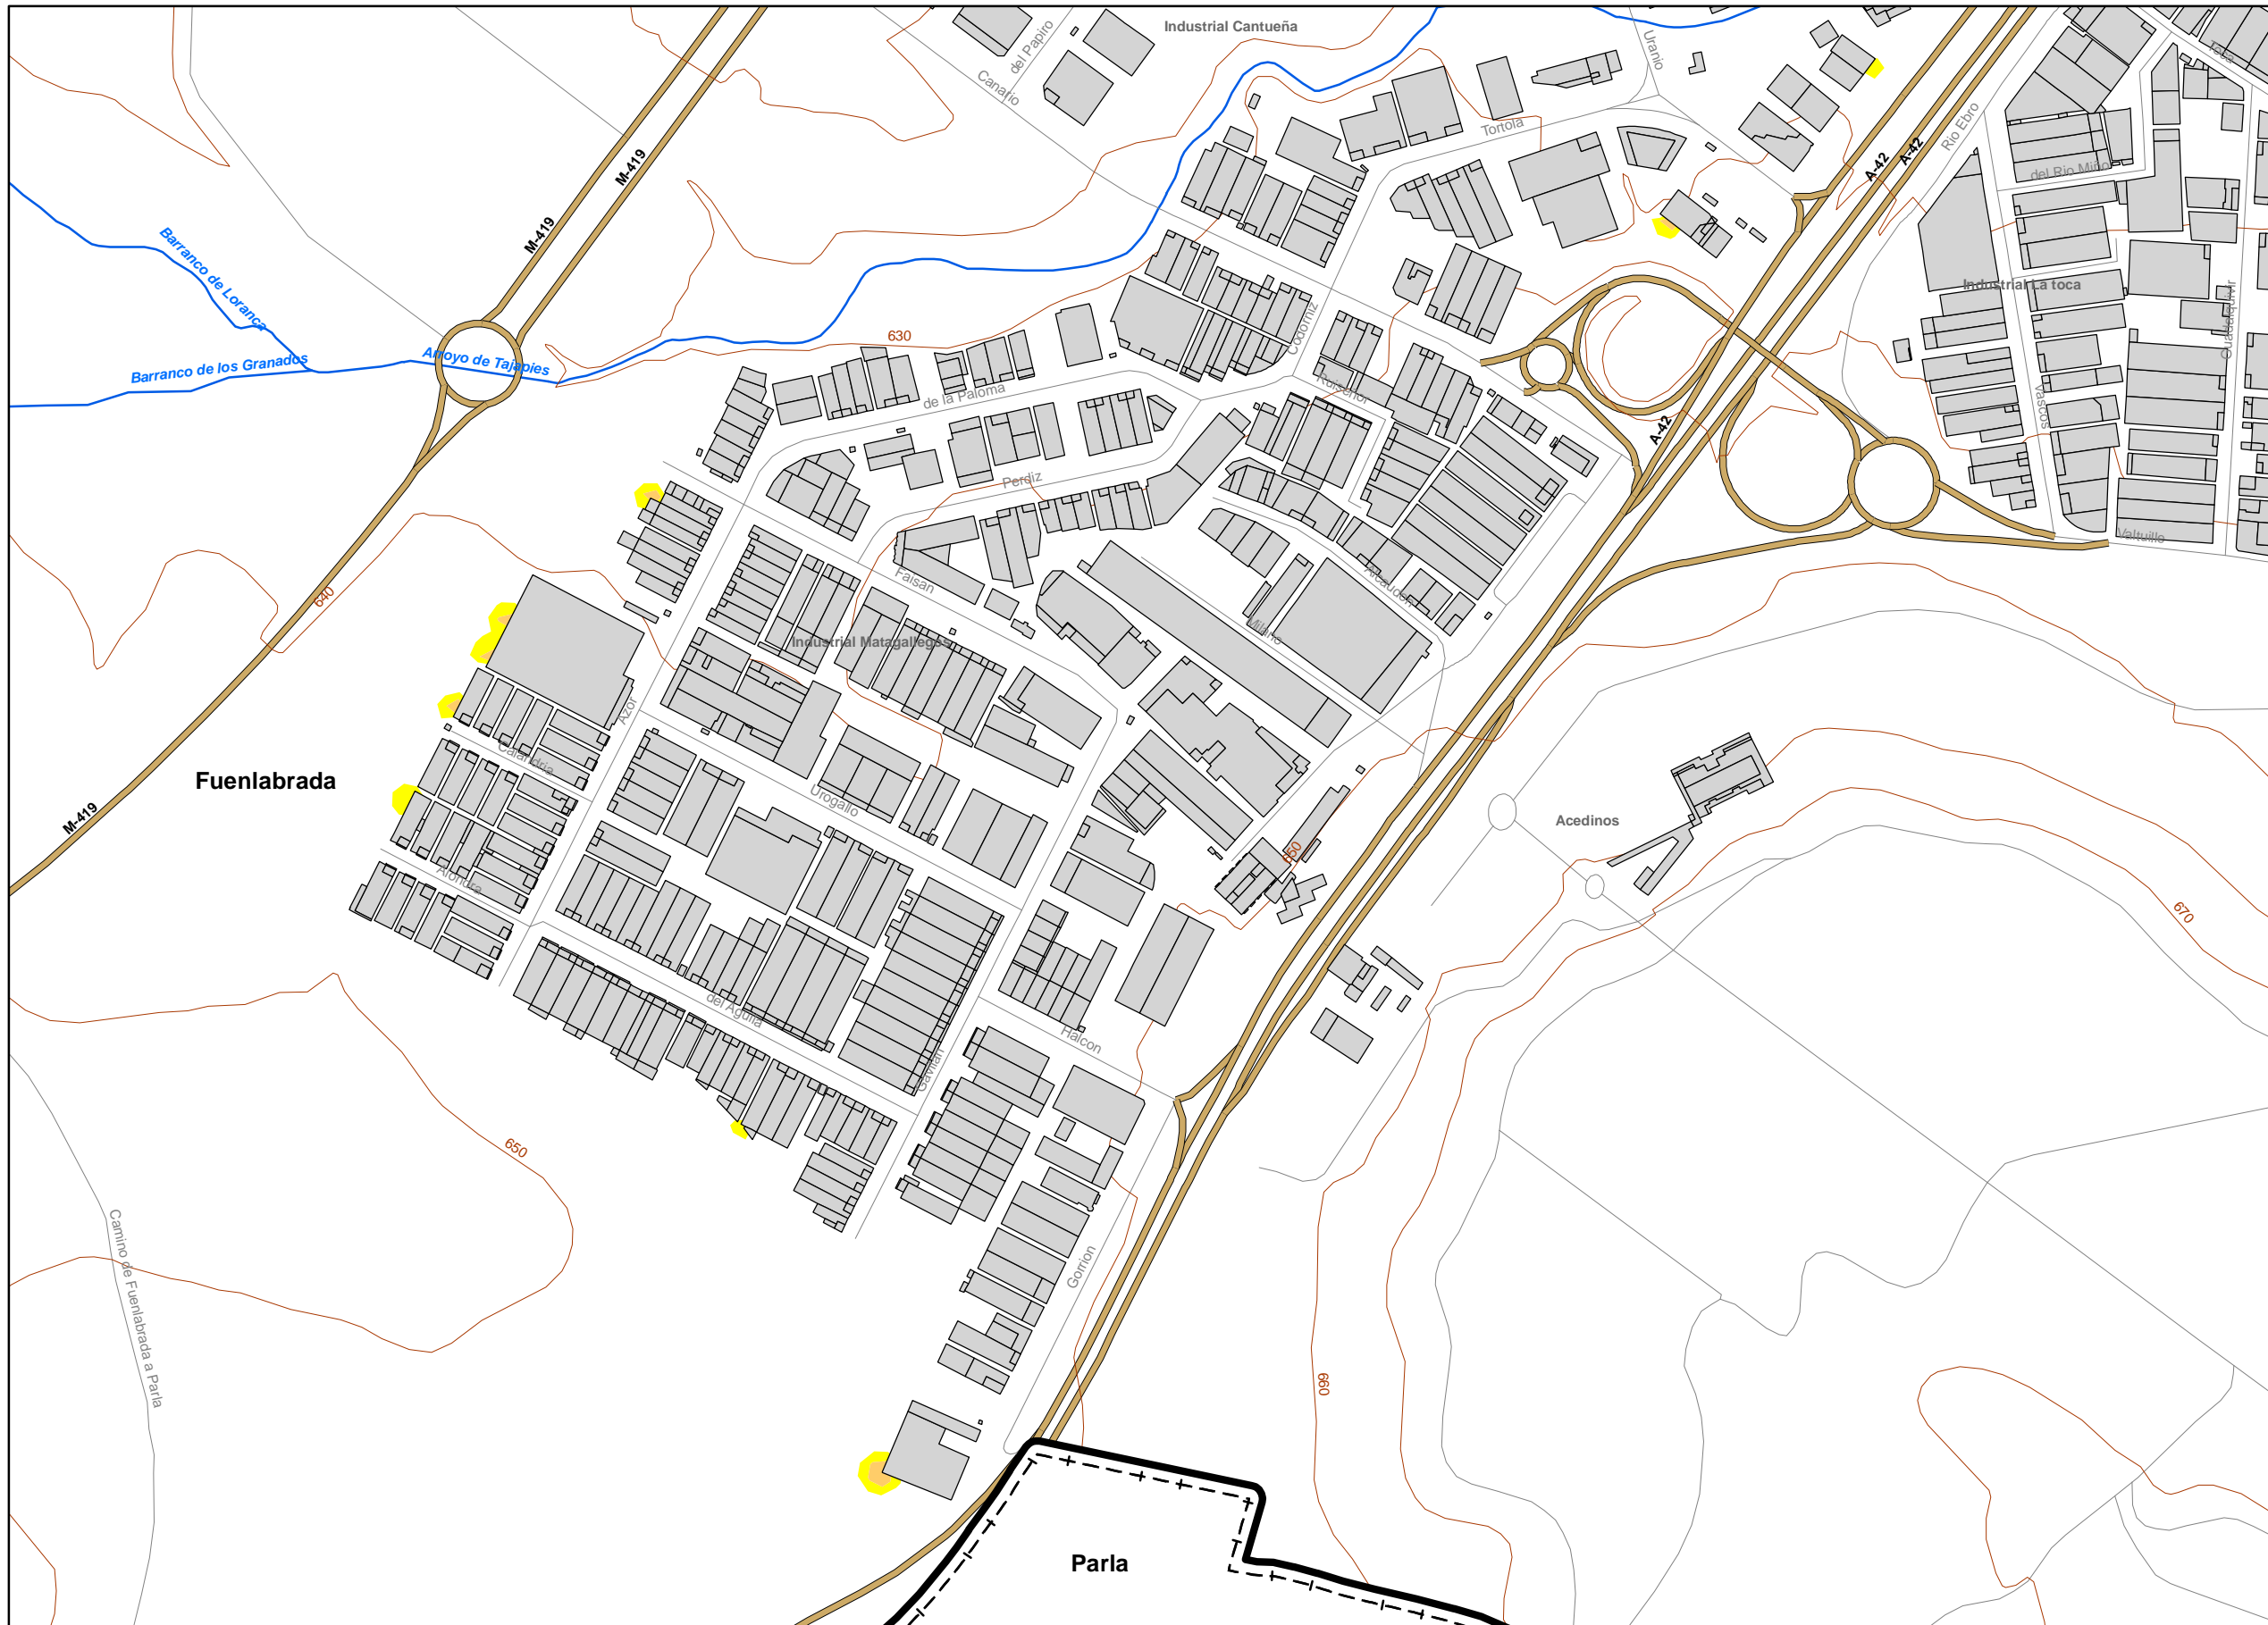 Industrial Cantueña
del Papiro
Canario
Uranio
Toca
Tortola
Rio Ebro
A-42
A-42
M-419
M-419
del Rio Miño
Barranco de Loranca
Industrial La toca
Guadalquivir
Codorniz
630
Arroyo de Tajapies
Barranco de los Granados
de la Paloma
Ruiseñor
Vascos
A-42
Perdiz
Valtuille
Faisan
Alcaudon
640
Milano
Industrial Matagallegos
Azor
Calandria
Fuenlabrada
Urogallo
M-419
Acedinos
650
Alondra
670
del Aguila
Halcon
Gavilan
650
Camino de Fuenlabrada a Parla
Gorrion
660
Parla